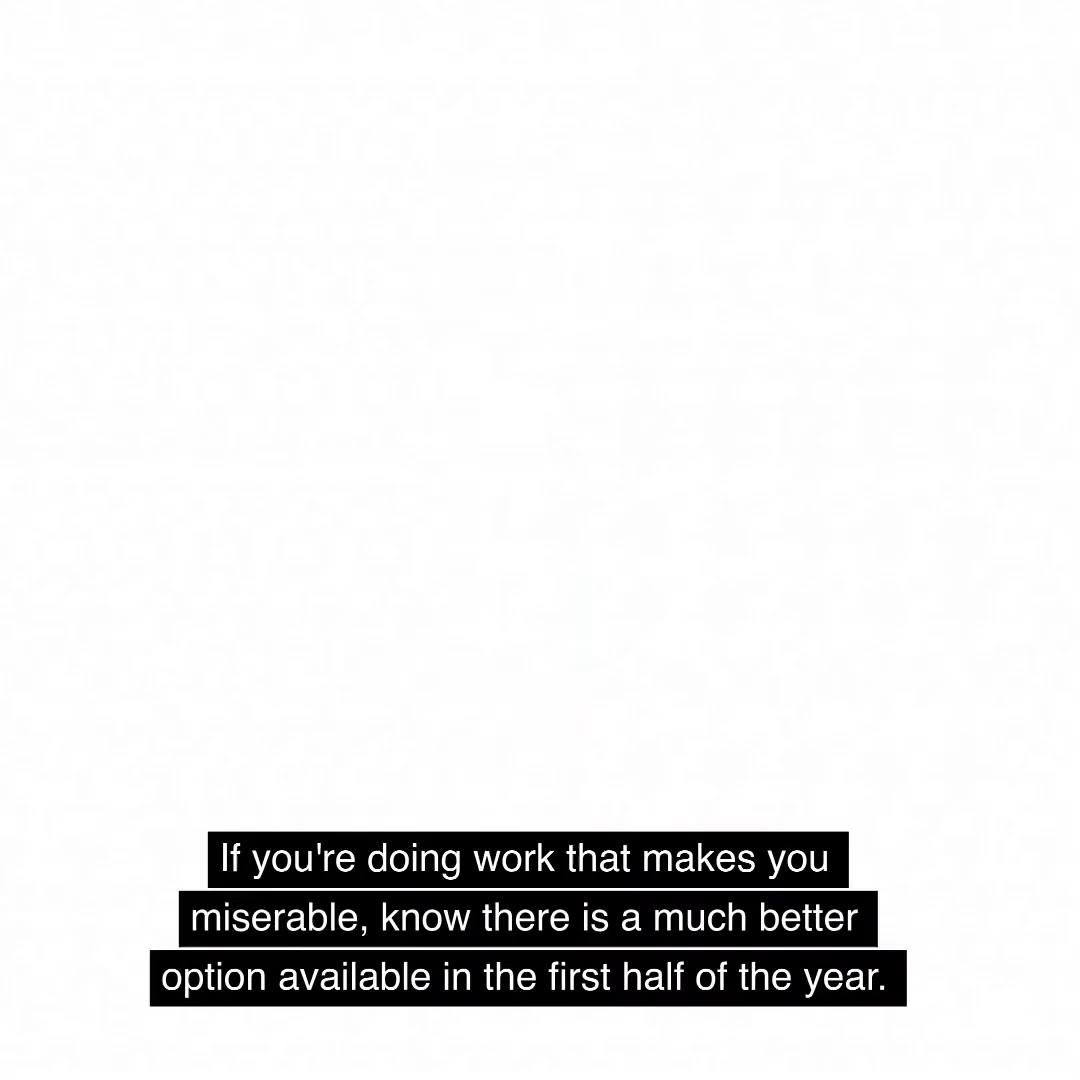 If you're doing work that makes you
miserable, know there is a much better
option available in the first half of the year.